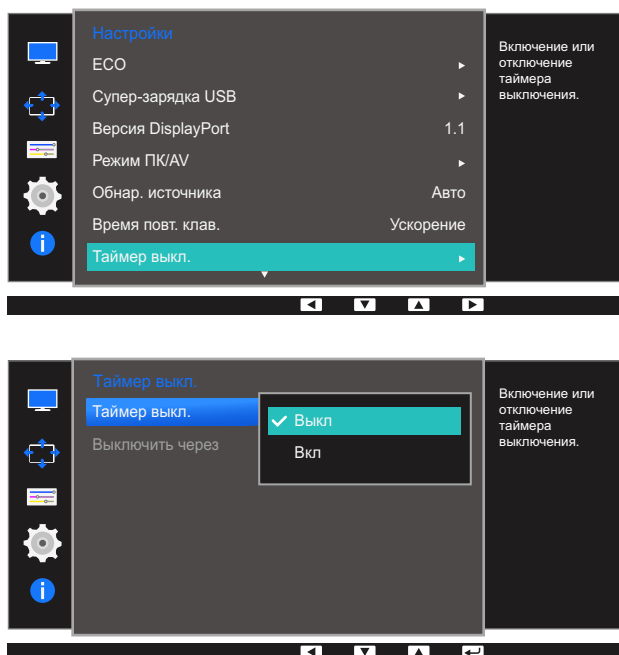 Настройки
ECO
Супер-зарядка USB
Версия DisplayPort 1.1
Режим ПК/AV
Обнар. источника Авто
Время повт. клав. Ускорение
Таймер выкл.
Включение или
отключение
таймера
выключения.
Таймер выкл.
Таймер выкл.
Выключить через
Выкл
Вкл
Включение или
отключение
таймера
выключения.